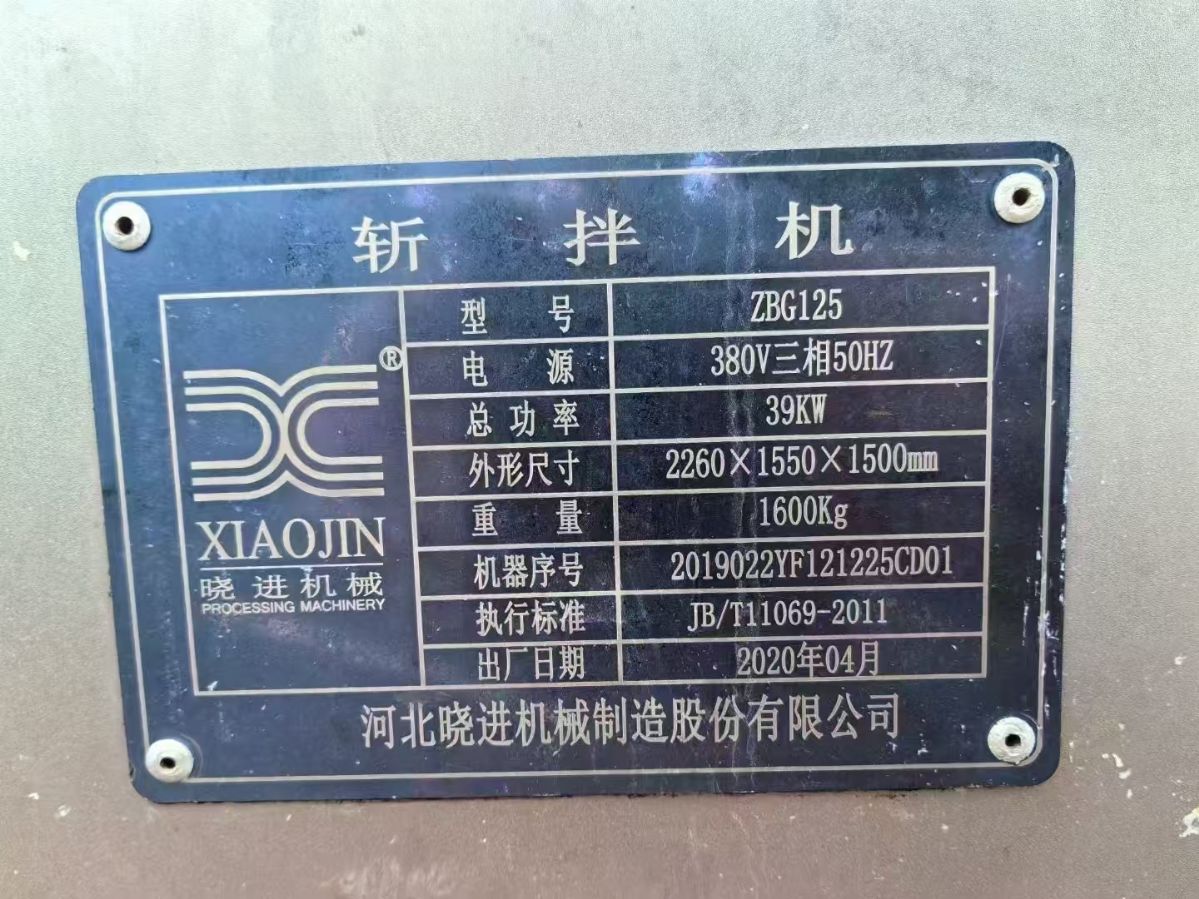 斩拌机
XIAOJIN
晓进机械
PROCESSING MACHINERY
®
型号 ZBG125
电源 380V三相50HZ
总功率 39KW
外形尺寸 2260×1550×1500mm
重量 1600Kg
机器序号 2019022YF121225CD01
执行标准 JB/T11069-2011
出厂日期 2020年04月
河北晓进机械制造股份有限公司